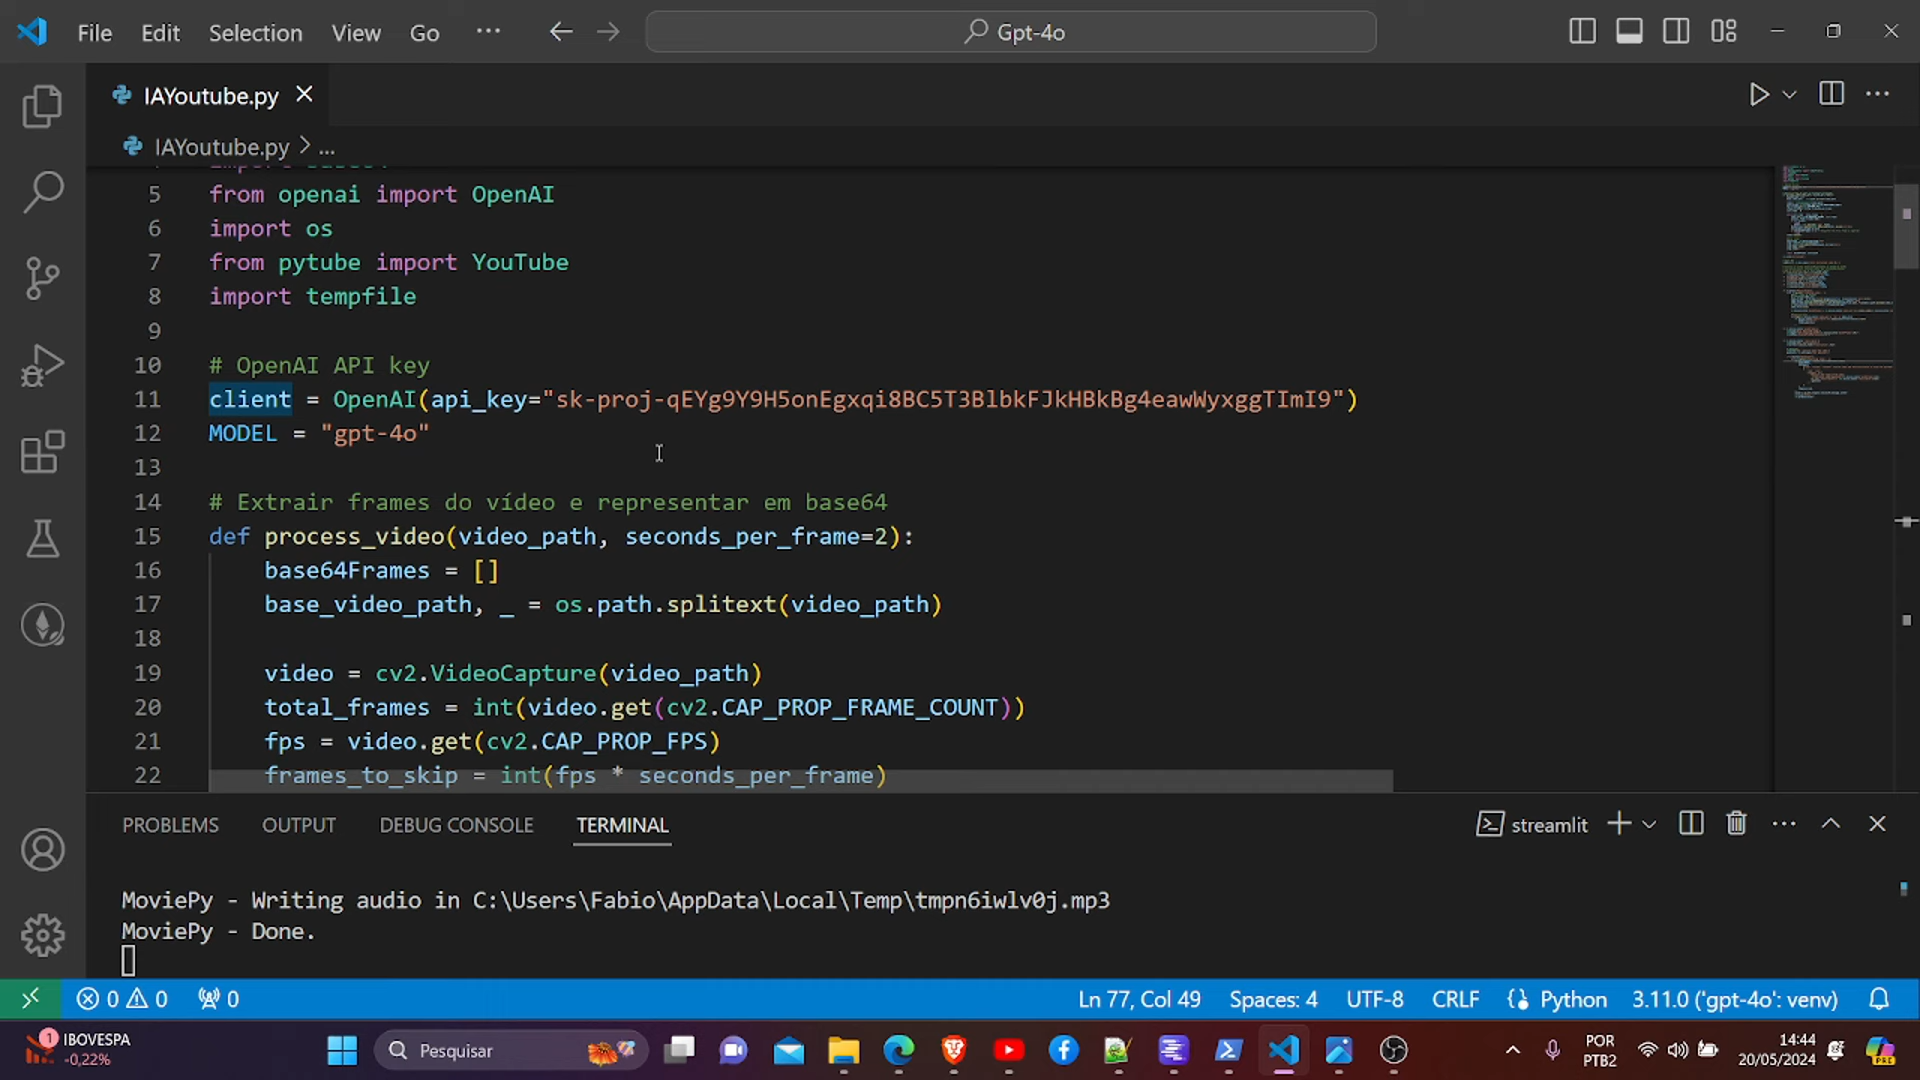 File Edit Selection View Go ··· Gpt-4o
IAYoutube.py
IAYoutube.py > ...
5 from openai import OpenAI
6 import os
7 from pytube import YouTube
8 import tempfile
9
10 # OpenAI API key
11 client = OpenAI(api_key="sk-proj-qEYg9Y9H5onEgxqi8BC5T3BlbkFJkHBkBg4eawWyxggTImI9")
12 MODEL = "gpt-4o"
13
14 # Extrair frames do vídeo e representar em base64
15 def process_video(video_path, seconds_per_frame=2):
16 base64Frames = []
17 base_video_path, _ = os.path.splitext(video_path)
18
19 video = cv2.VideoCapture(video_path)
20 total_frames = int(video.get(cv2.CAP_PROP_FRAME_COUNT))
21 fps = video.get(cv2.CAP_PROP_FPS)
22 frames_to_skip = int(fps * seconds_per_frame)
PROBLEMS OUTPUT DEBUG CONSOLE TERMINAL streamlit
MoviePy - Writing audio in C:\Users\Fabio\AppData\Local\Temp\tmpn6iwlv0j.mp3
MoviePy - Done.
0 0 0 Ln 77, Col 49 Spaces: 4 UTF-8 CRLF Python 3.11.0 ('gpt-4o': venv)
1 IBOVESPA
-0,22%
Pesquisar
POR
PTB2
14:44
20/05/2024
PRE